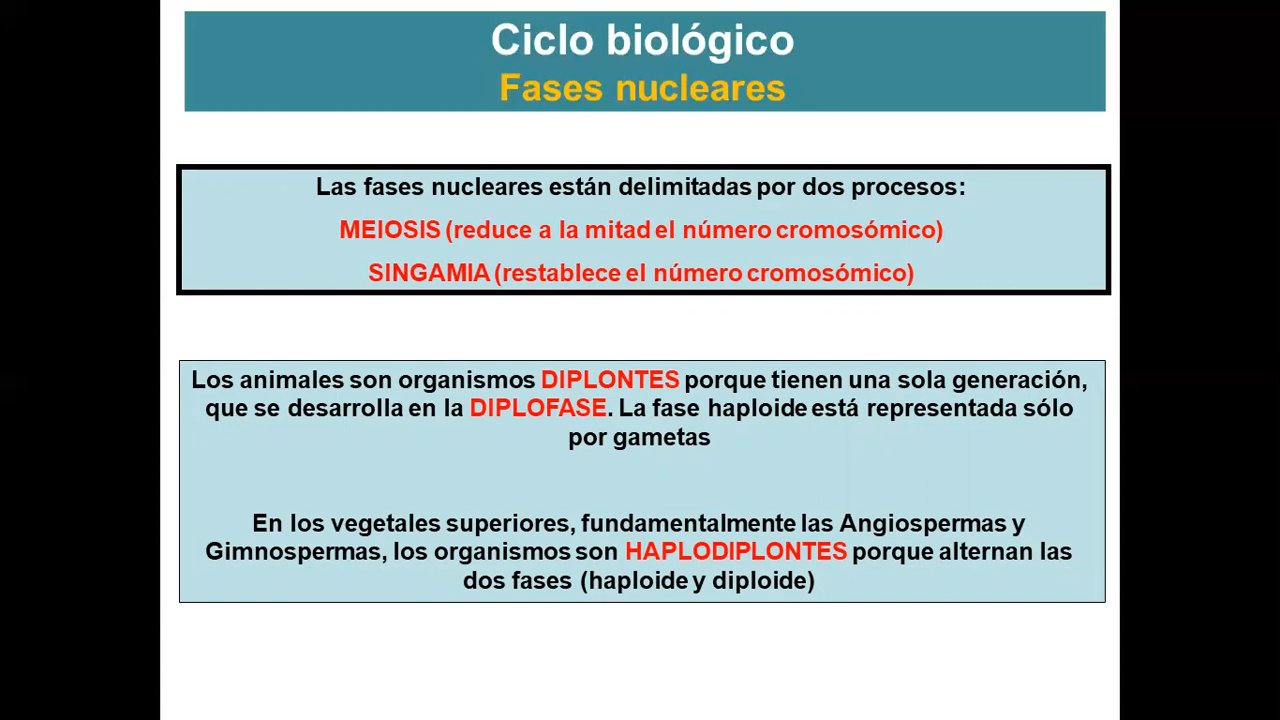 Ciclo biológico
Fases nucleares
Las fases nucleares están delimitadas por dos procesos:
MEIOSIS (reduce a la mitad el número cromosómico)
SINGAMIA (restablece el número cromosómico)
Los animales son organismos DIPLONTES porque tienen una sola generación,
que se desarrolla en la DIPLOFASE. La fase haploide está representada sólo
por gametas
En los vegetales superiores, fundamentalmente las Angiospermas y
Gimnospermas, los organismos son HAPLODIPLONTES porque alternan las
dos fases (haploide y diploide)